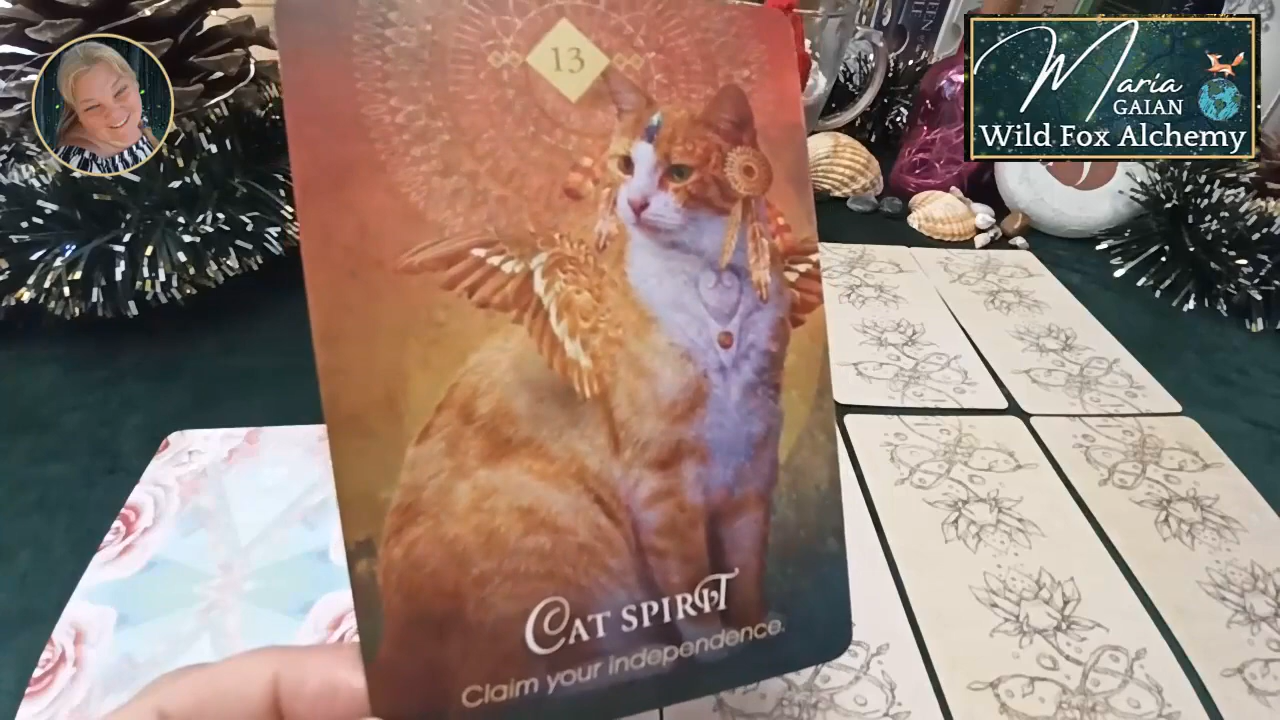 13
Maria
GAIAN
Wild Fox Alchemy
CAT SPIRIT
Claim your independence.